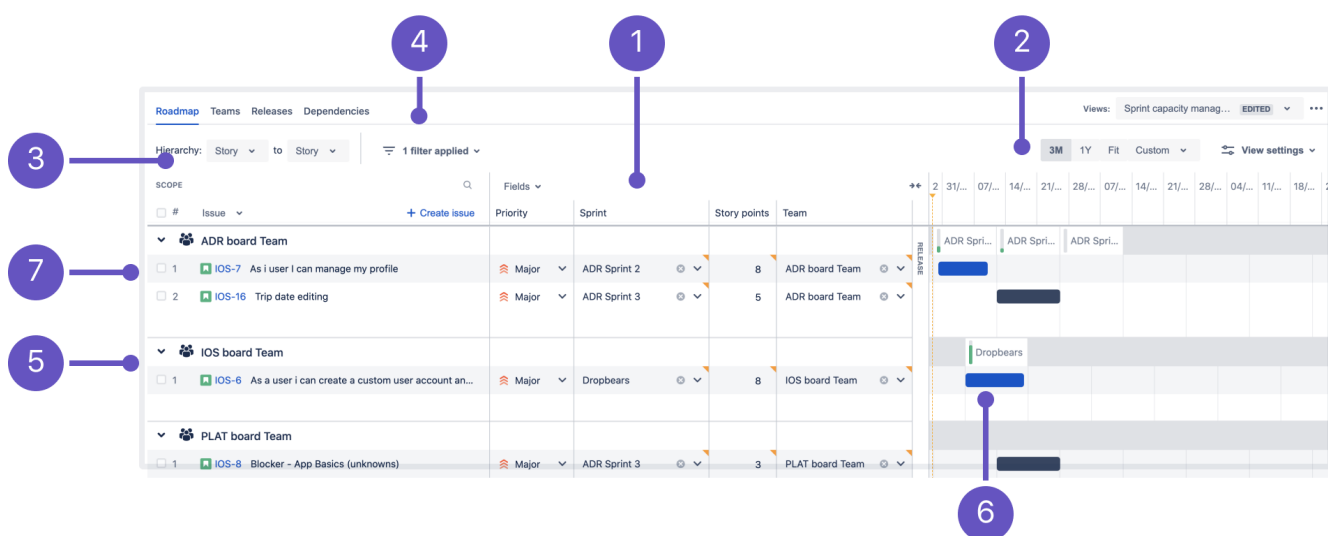 4 1 2
Roadmap Teams Releases Dependencies Views: Sprint capacity manag... EDITED
3 Hierarchy: Story to Story 1 filter applied 3M 1Y Fit Custom View settings
SCOPE Fields 2 31/... 07/... 14/... 21/... 28/... 07/... 14/... 21/... 28/... 04/... 11/... 18/...
# Issue + Create issue Priority Sprint Story points Team
ADR board Team RELEASE ADR Spri... ADR Spri... ADR Spri...
7 1 IOS-7 As i user I can manage my profile Major ADR Sprint 2 8 ADR board Team
2 IOS-16 Trip date editing Major ADR Sprint 3 5 ADR board Team
5 IOS board Team Dropbears
1 IOS-6 As a user i can create a custom user account an... Major Dropbears 8 IOS board Team
PLAT board Team
1 IOS-8 Blocker - App Basics (unknowns) Major ADR Sprint 3 3 PLAT board Team
6